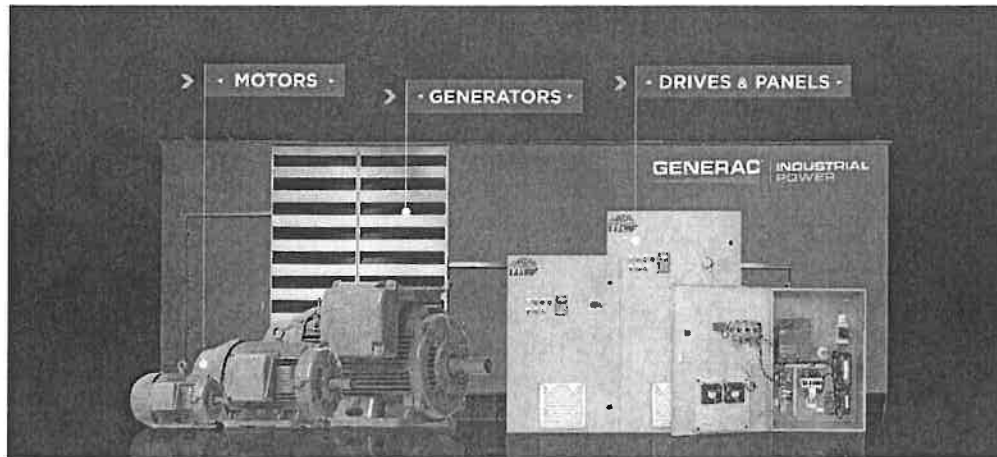 MOTORS
GENERATORS
DRIVES & PANELS
GENERAC INDUSTRIAL
POWER